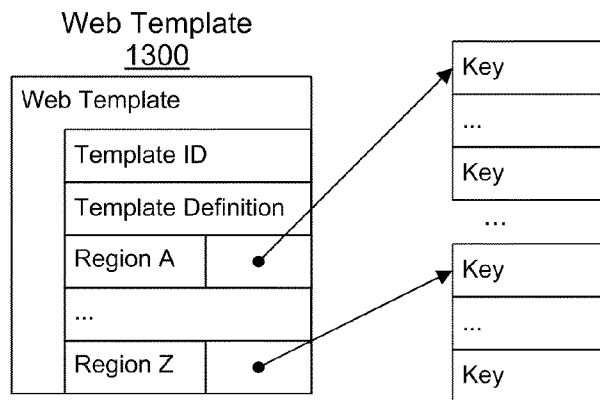 Web Template
1300
Web Template
Template ID
Template Definition
Region A
...
Region Z
Key
...
Key
...
Key
...
Key